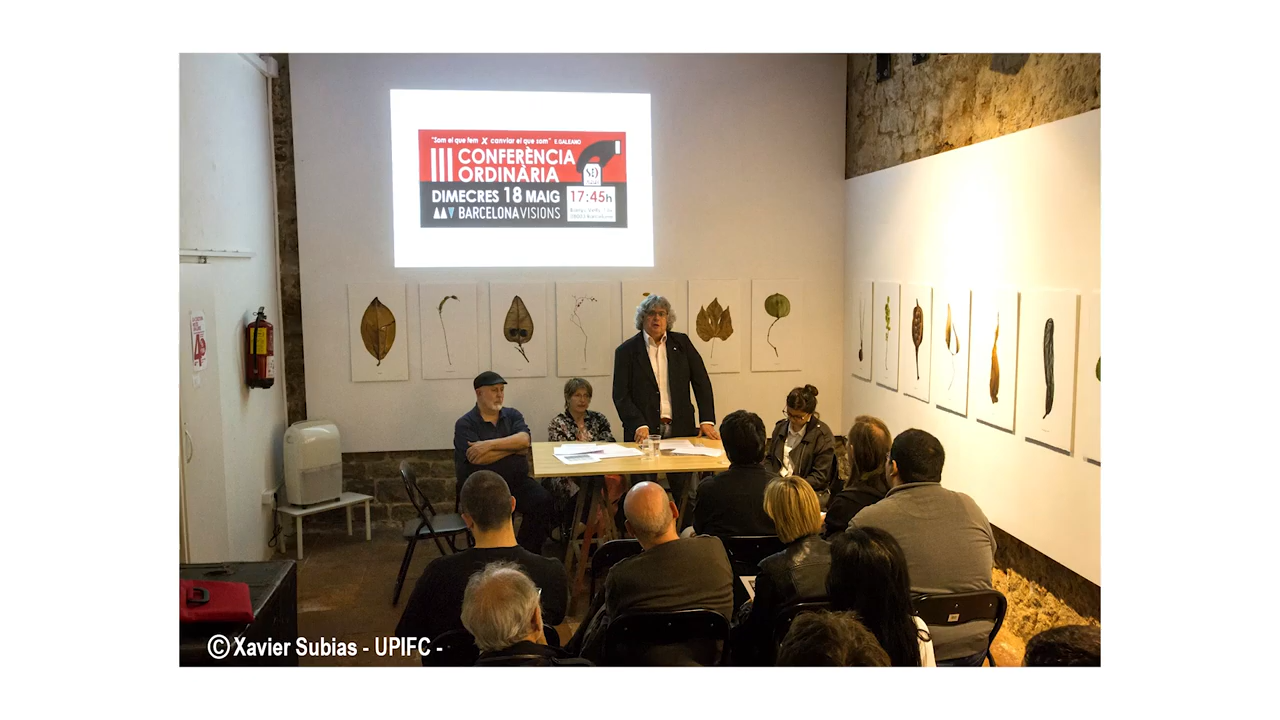 "Som el que fem X canviar el que som" E.GALEANO
III CONFERÈNCIA
ORDINÀRIA
DIMECRES 18 MAIG
17:45h
BARCELONA VISIONS
© Xavier Subias - UPIFC -